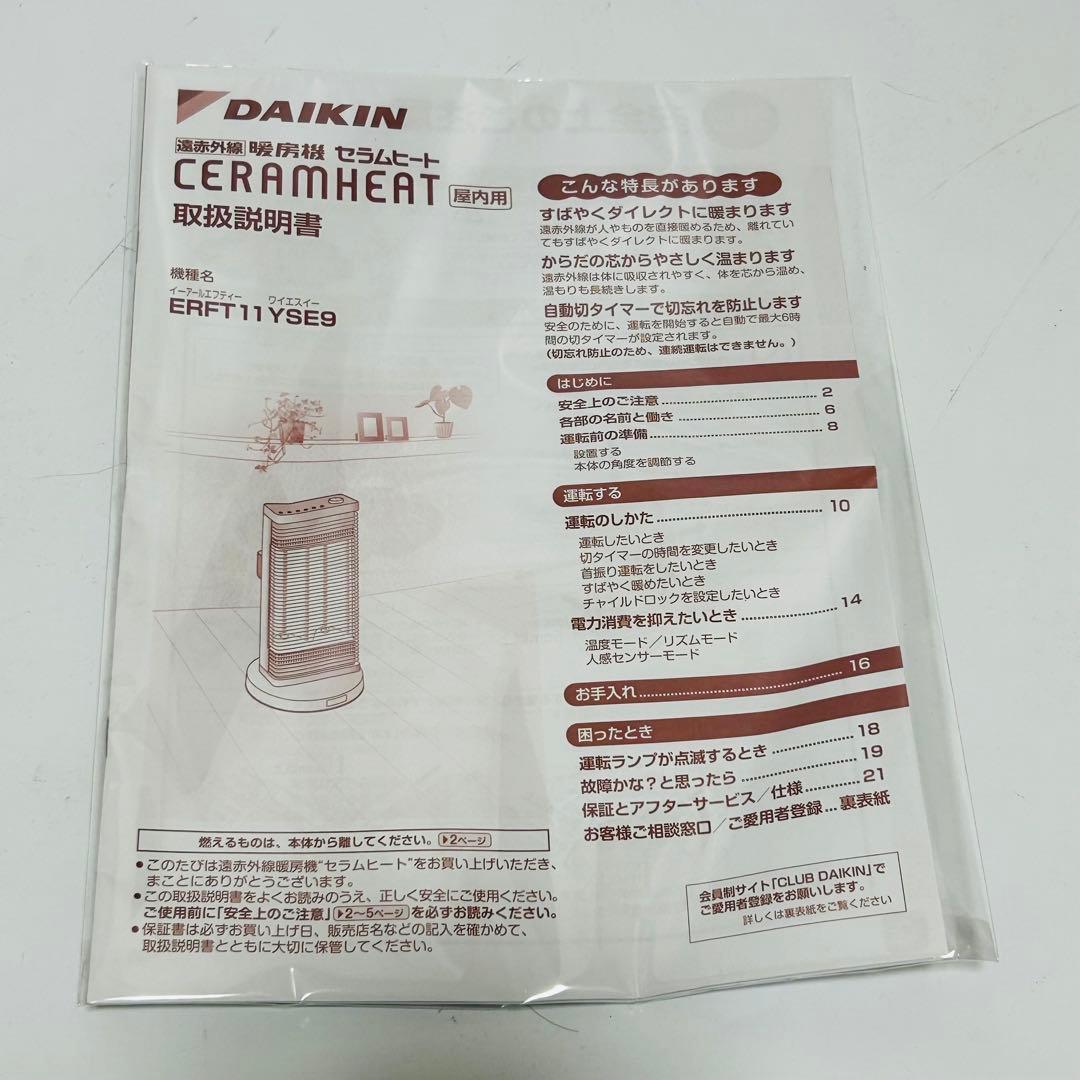 DAIKIN
遠赤外線 暖房機 セラムヒート
CERAMHEAT 屋内用
取扱説明書
機種名
イーアールエフティー ワイエスイー
ERFT11YSE9
こんな特長があります
すばやくダイレクトに暖まります
遠赤外線が人やものを直接暖めるため、離れてい
てもすばやくダイレクトに暖まります。
からだの芯からやさしく温まります
遠赤外線は体に吸収されやすく、体を芯から温め、
温もりも長続きします。
自動切タイマーで切忘れを防止します
安全のために、運転を開始すると自動で最大6時
間の切タイマーが設定されます。
(切忘れ防止のため、連続運転はできません。)
はじめに
安全上のご注意 2
各部の名前と働き 6
運転前の準備 8
設置する
本体の角度を調節する
運転する
運転のしかた 10
運転したいとき
切タイマーの時間を変更したいとき
首振り運転をしたいとき
すばやく暖めたいとき
チャイルドロックを設定したいとき
電力消費を抑えたいとき 14
温度モード/リズムモード
人感センサーモード
お手入れ 16
困ったとき
運転ランプが点滅するとき 18
故障かな?と思ったら 19
保証とアフターサービス/仕様 21
お客様ご相談窓口/ご愛用者登録 … 裏表紙
燃えるものは、本体から離してください。▶2ページ
●このたびは遠赤外線暖房機“セラムヒート”をお買い上げいただき、
まことにありがとうございます。
●この取扱説明書をよくお読みのうえ、正しく安全にご使用ください。
ご使用前に「安全上のご注意」▶2~5ページを必ずお読みください。
●保証書は必ずお買い上げ日、販売店名などの記入を確かめて、
取扱説明書とともに大切に保管してください。
会員制サイト「CLUB DAIKIN」で
ご愛用者登録をお願いします。
詳しくは裏表紙をご覧ください